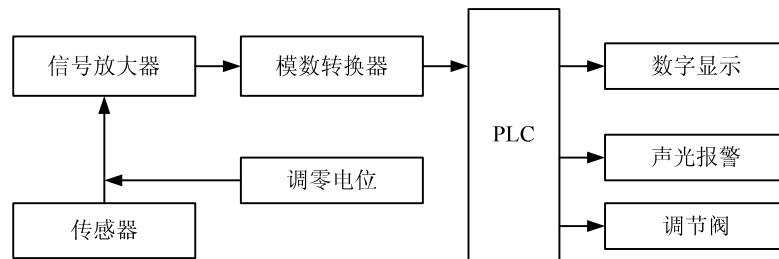 信号放大器
模数转换器
数字显示
PLC
声光报警
调零电位
传感器
调节阀